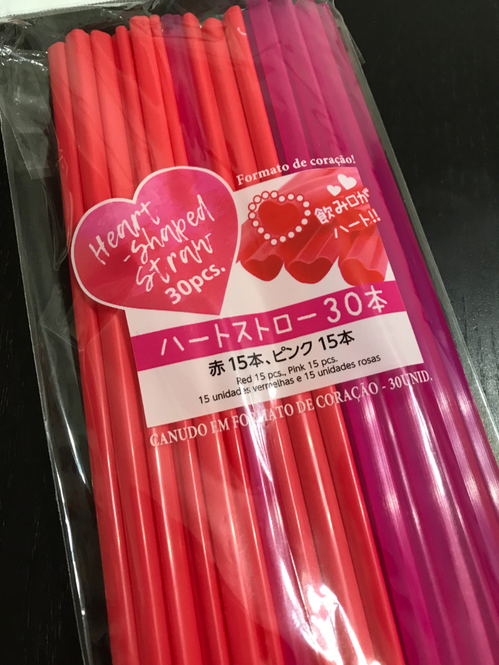 Formato de coração!
Heart
-Shaped
Straw
30pcs.
飲み口が
ハート!!
ハートストロー30本
赤15本、ピンク15本
Red 15 pcs., Pink 15 pcs.
15 unidades vermelhas e 15 unidades rosas
CANUDO EM FORMATO DE CORAÇÃO - 30UNID.